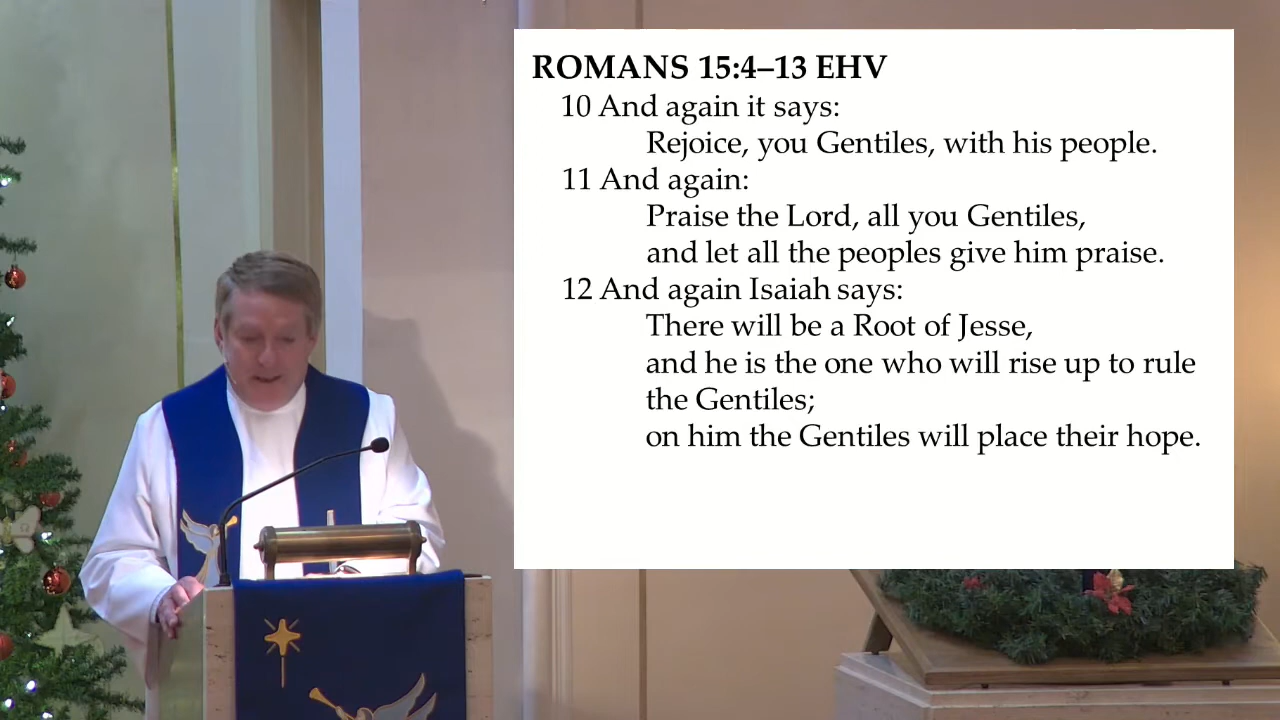 ROMANS 15:4–13 EHV
10 And again it says:
Rejoice, you Gentiles, with his people.
11 And again:
Praise the Lord, all you Gentiles,
and let all the peoples give him praise.
12 And again Isaiah says:
There will be a Root of Jesse,
and he is the one who will rise up to rule
the Gentiles;
on him the Gentiles will place their hope.